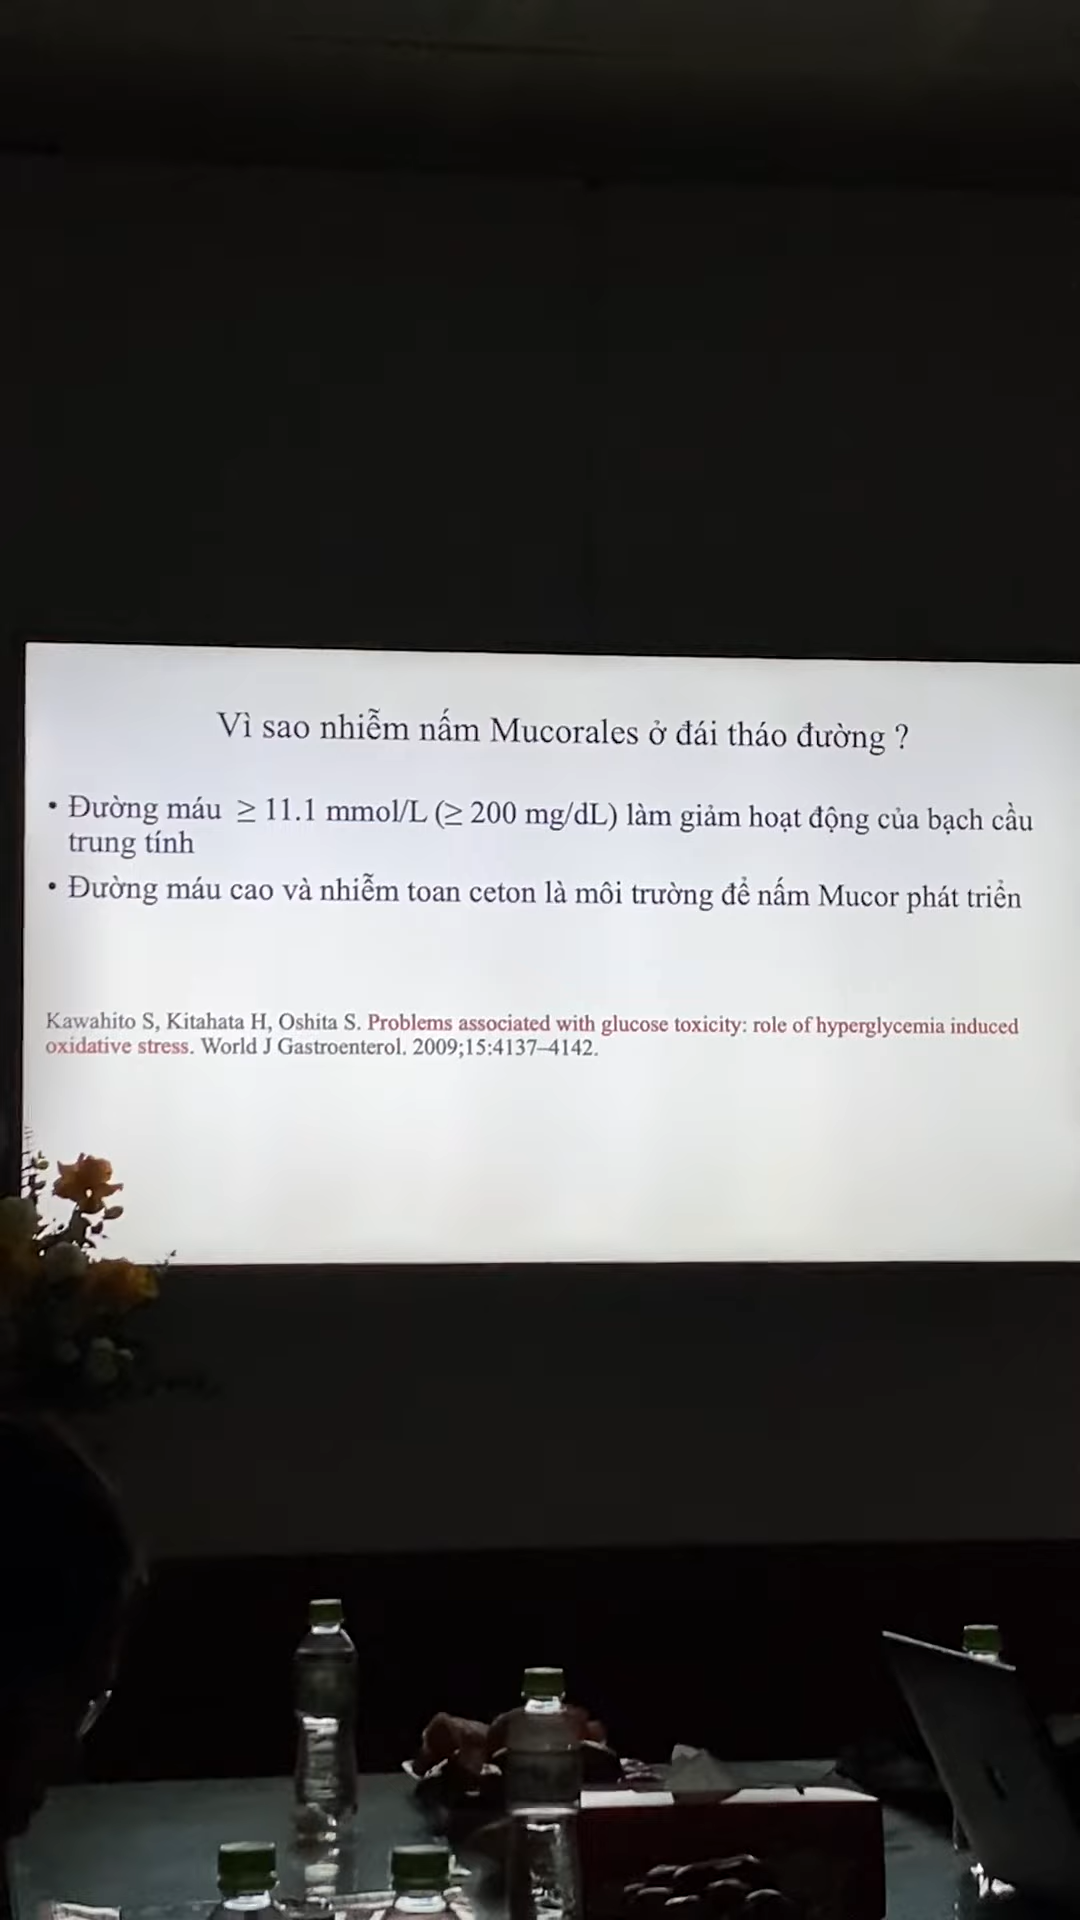 Vì sao nhiễm nấm Mucorales ở đái tháo đường ?
• Đường máu ≥ 11.1 mmol/L (≥ 200 mg/dL) làm giảm hoạt động của bạch cầu
trung tính
• Đường máu cao và nhiễm toan ceton là môi trường để nấm Mucor phát triển
Kawahito S, Kitahata H, Oshita S. Problems associated with glucose toxicity: role of hyperglycemia induced
oxidative stress. World J Gastroenterol. 2009;15:4137–4142.